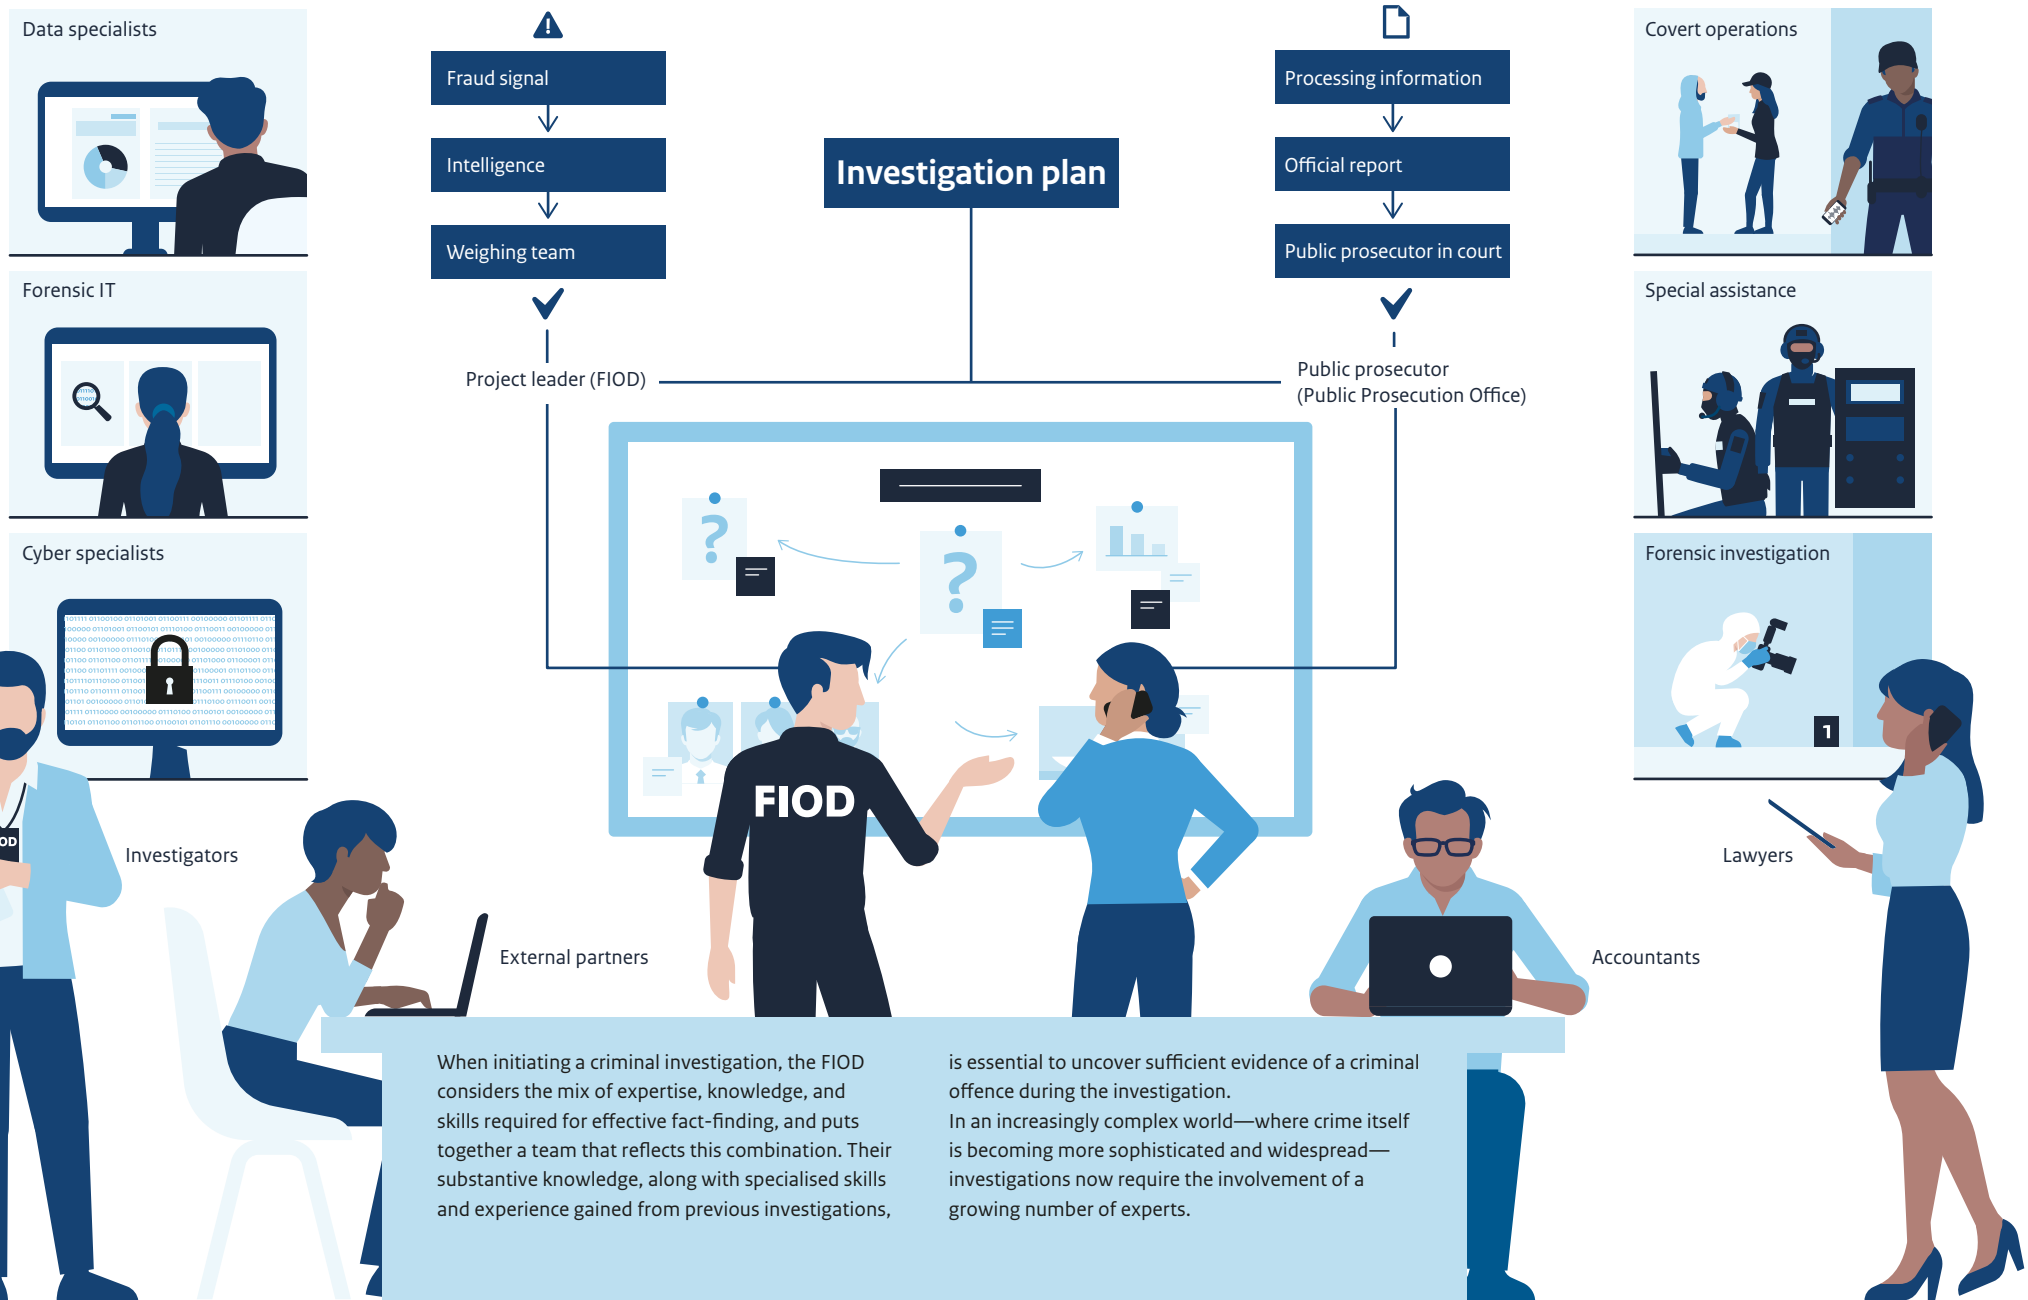 Data specialists
Forensic IT
Cyber specialists
Fraud signal
Intelligence
Weighing team
Project leader (FIOD)
Investigation plan
Processing information
Official report
Public prosecutor in court
Public prosecutor
(Public Prosecution Office)
Covert operations
Special assistance
Forensic investigation
1
FIOD
OD
Investigators
External partners
Accountants
Lawyers
When initiating a criminal investigation, the FIOD
considers the mix of expertise, knowledge, and
skills required for effective fact-finding, and puts
together a team that reflects this combination. Their
substantive knowledge, along with specialised skills
and experience gained from previous investigations,
is essential to uncover sufficient evidence of a criminal
offence during the investigation.
In an increasingly complex world—where crime itself
is becoming more sophisticated and widespread—
investigations now require the involvement of a
growing number of experts.